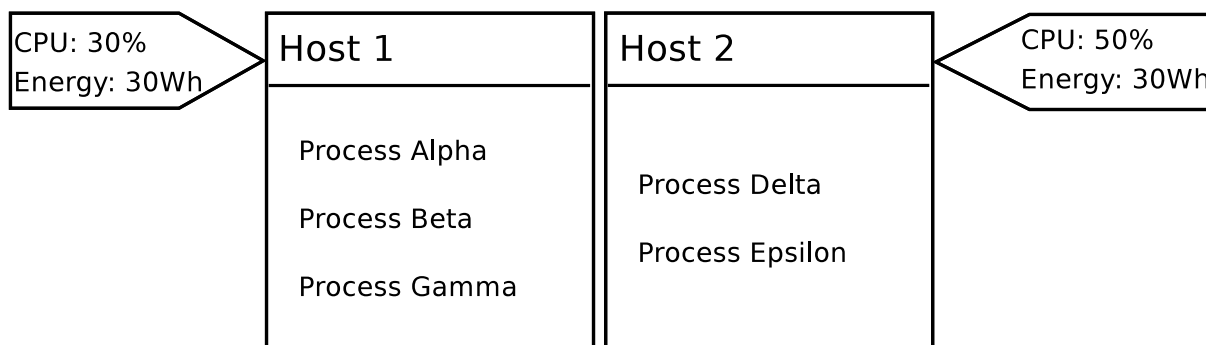 CPU: 30%
Energy: 30Wh
Host 1
Process Alpha
Process Beta
Process Gamma
Host 2
Process Delta
Process Epsilon
CPU: 50%
Energy: 30Wh